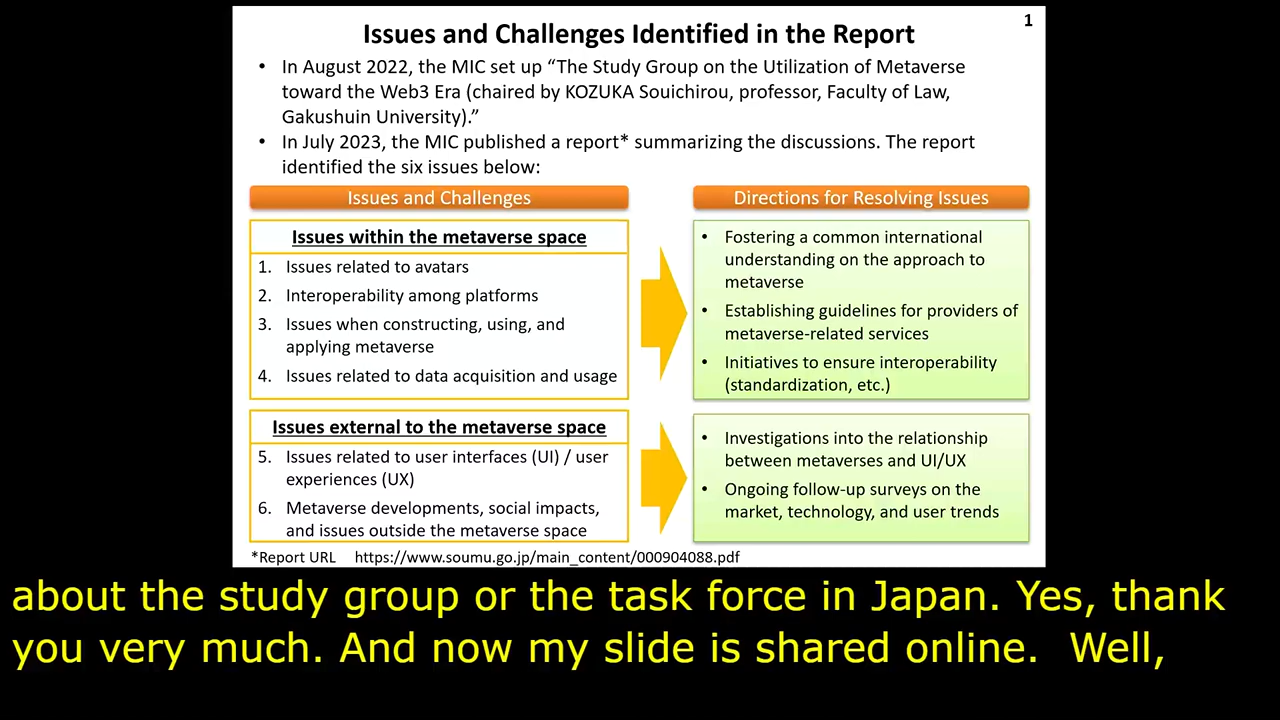 1
Issues and Challenges Identified in the Report
• In August 2022, the MIC set up “The Study Group on the Utilization of Metaverse
toward the Web3 Era (chaired by KOZUKA Souichirou, professor, Faculty of Law,
Gakushuin University).”
• In July 2023, the MIC published a report* summarizing the discussions. The report
identified the six issues below:
Issues and Challenges
Issues within the metaverse space
1. Issues related to avatars
2. Interoperability among platforms
3. Issues when constructing, using, and
applying metaverse
4. Issues related to data acquisition and usage
Directions for Resolving Issues
• Fostering a common international
understanding on the approach to
metaverse
• Establishing guidelines for providers of
metaverse-related services
• Initiatives to ensure interoperability
(standardization, etc.)
Issues external to the metaverse space
5. Issues related to user interfaces (UI) / user
experiences (UX)
6. Metaverse developments, social impacts,
and issues outside the metaverse space
• Investigations into the relationship
between metaverses and UI/UX
• Ongoing follow-up surveys on the
market, technology, and user trends
*Report URL https://www.soumu.go.jp/main_content/000904088.pdf
about the study group or the task force in Japan. Yes, thank
you very much. And now my slide is shared online. Well,